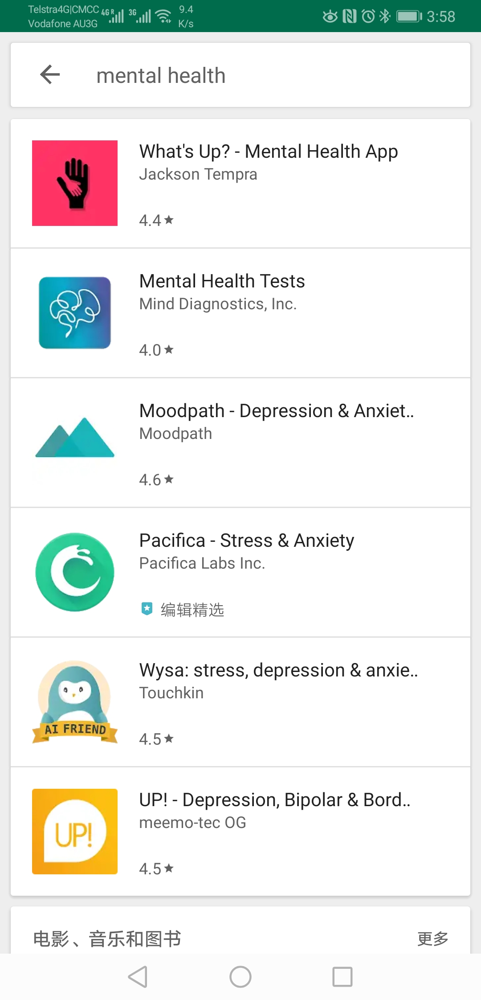 Telstra4G|CMCC 4G R 3G 9.4
Vodafone AU3G K/s
3:58
mental health
What's Up? - Mental Health App
Jackson Tempra
4.4★
Mental Health Tests
Mind Diagnostics, Inc.
4.0★
Moodpath - Depression & Anxiet..
Moodpath
4.6★
Pacifica - Stress & Anxiety
Pacifica Labs Inc.
编辑精选
AI FRIEND
Wysa: stress, depression & anxie..
Touchkin
4.5★
UP!
UP! - Depression, Bipolar & Bord..
meemo-tec OG
4.5★
电影、音乐和图书
更多